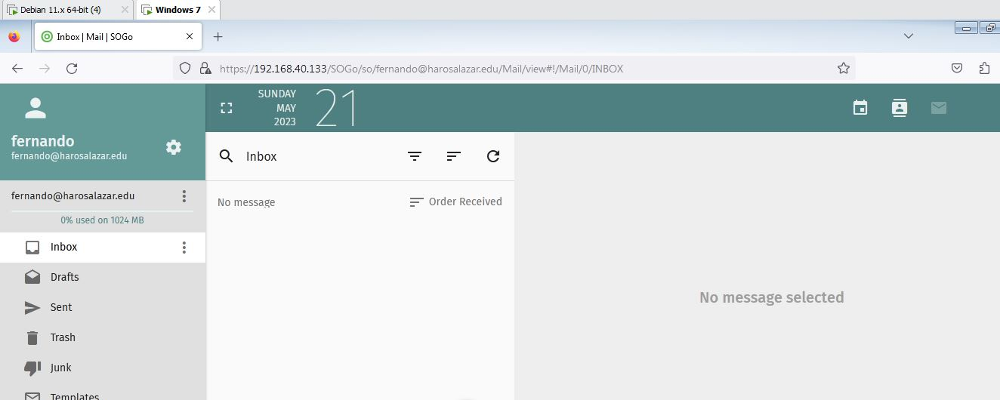 Debian 11.x 64-bit (4)
Windows 7
Inbox | Mail | SOGo
https://192.168.40.133/SOGo/so/fernando@harosalazar.edu/Mail/view#!/Mail/0/INBOX
SUNDAY
MAY
2023
21
fernando
fernando@harosalazar.edu
Inbox
fernando@harosalazar.edu
0% used on 1024 MB
No message
Order Received
Inbox
Drafts
Sent
Trash
Junk
Templates
No message selected